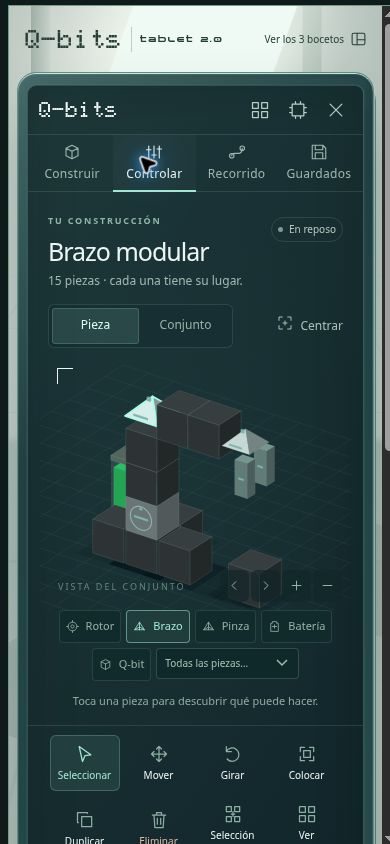 Q-bits tablet 2.0 Ver los 3 bocetos
Q-bits
Construir Controlar Recorrido Guardados
TU CONSTRUCCIÓN
Brazo modular
En reposo
15 piezas · cada una tiene su lugar.
Pieza Conjunto Centrar
VISTA DEL CONJUNTO
Rotor Brazo Pinza Batería
Q-bit Todas las piezas...
Toca una pieza para descubrir qué puede hacer.
Seleccionar Mover Girar Colocar
Duplicar Eliminar Selección Ver